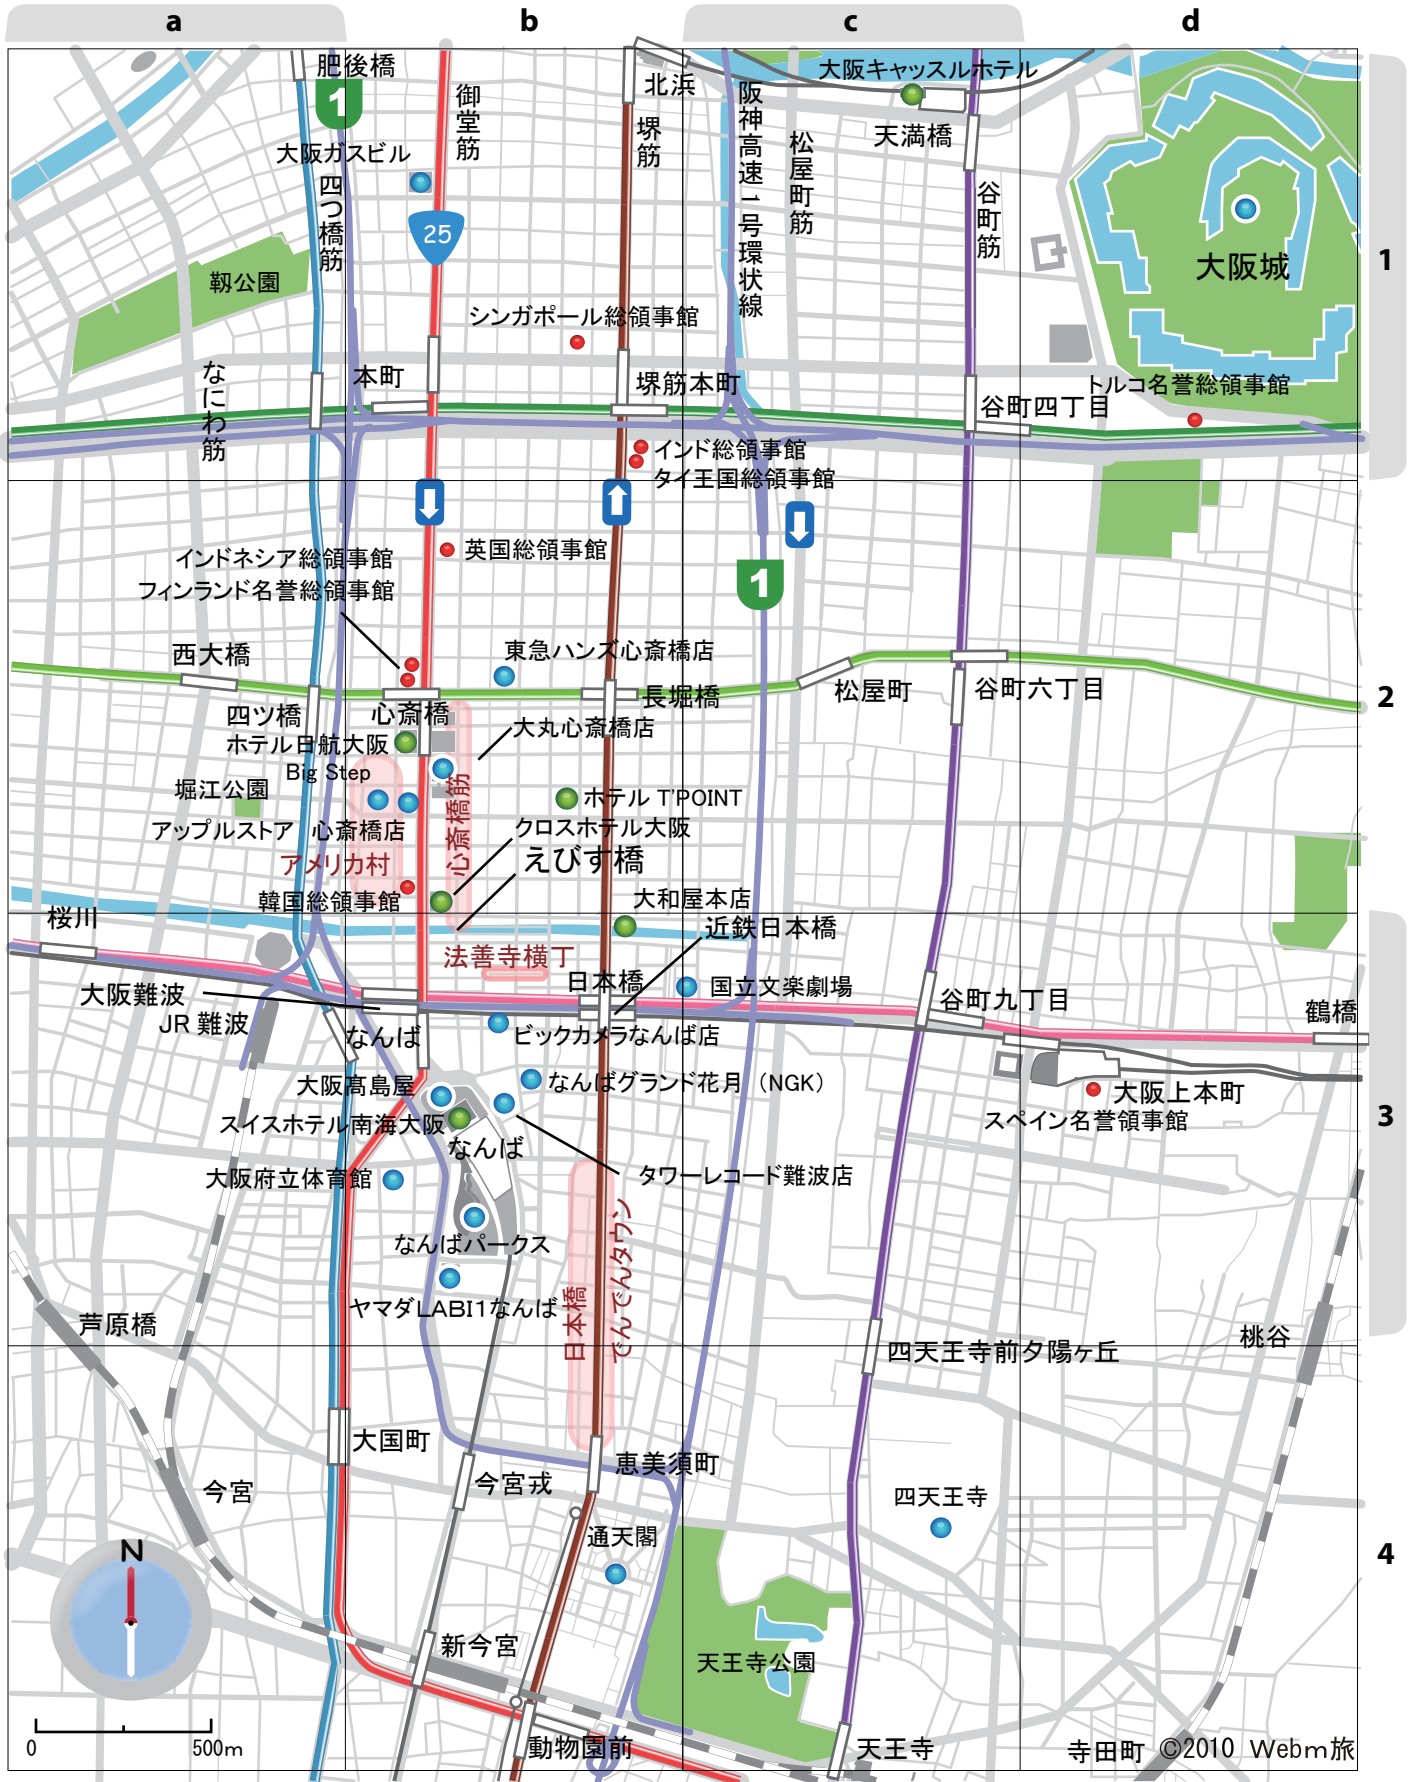 a
b
c
d
肥後橋
1
北浜
大阪キャッスルホテル
御堂筋
堺筋
阪神高速1号環状線
松屋町筋
天満橋
大阪ガスビル
四つ橋筋
谷町筋
25
大阪城
1
靱公園
シンガポール総領事館
なにわ筋
本町
堺筋本町
トルコ名誉総領事館
谷町四丁目
インド総領事館
タイ王国総領事館
インドネシア総領事館
英国総領事館
フィンランド名誉総領事館
1
西大橋
東急ハンズ心斎橋店
四ツ橋
心斎橋
長堀橋
松屋町
谷町六丁目
2
ホテル日航大阪
大丸心斎橋店
Big Step
堀江公園
心斎橋筋
ホテル T'POINT
アップルストア 心斎橋店
クロスホテル大阪
アメリカ村
えびす橋
韓国総領事館
大和屋本店
桜川
近鉄日本橋
法善寺横丁
日本橋
国立文楽劇場
大阪難波
谷町九丁目
鶴橋
JR 難波
なんば
ビックカメラなんば店
大阪髙島屋
なんばグランド花月（NGK）
大阪上本町
スイスホテル南海大阪
スペイン名誉領事館
3
なんば
大阪府立体育館
タワーレコード難波店
なんばパークス
日本橋
でんでんタウン
ヤマダLABI1なんば
芦原橋
桃谷
四天王寺前夕陽ヶ丘
大国町
恵美須町
今宮
今宮戎
四天王寺
通天閣
4
N
新今宮
天王寺公園
0
500m
動物園前
天王寺
寺田町
©2010 Webm旅